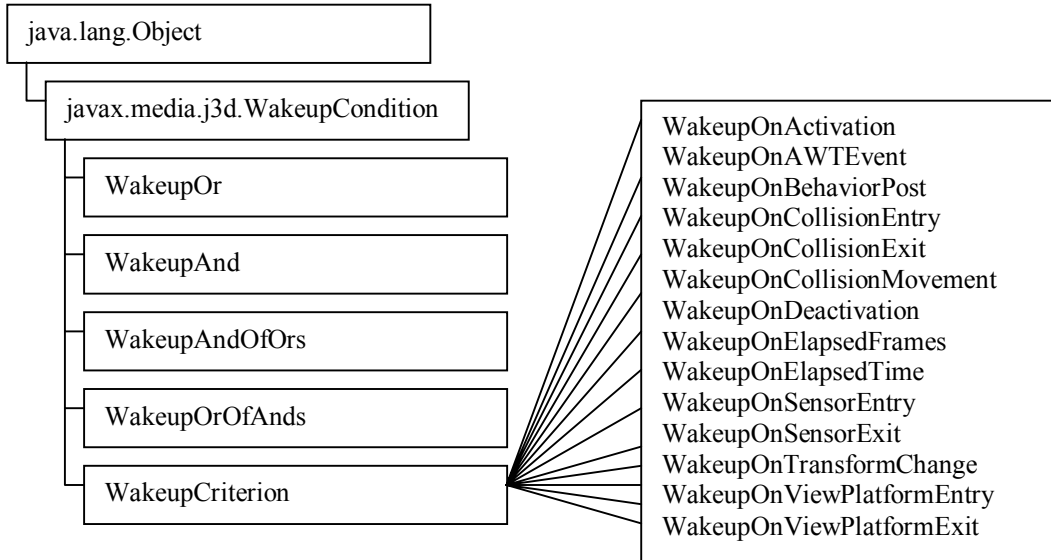 java.lang.Object
javax.media.j3d.WakeupCondition
WakeupOr
WakeupAnd
WakeupAndOfOrs
WakeupOrOfAnds
WakeupCriterion
WakeupOnActivation
WakeupOnAWTEvent
WakeupOnBehaviorPost
WakeupOnCollisionEntry
WakeupOnCollisionExit
WakeupOnCollisionMovement
WakeupOnDeactivation
WakeupOnElapsedFrames
WakeupOnElapsedTime
WakeupOnSensorEntry
WakeupOnSensorExit
WakeupOnTransformChange
WakeupOnViewPlatformEntry
WakeupOnViewPlatformExit